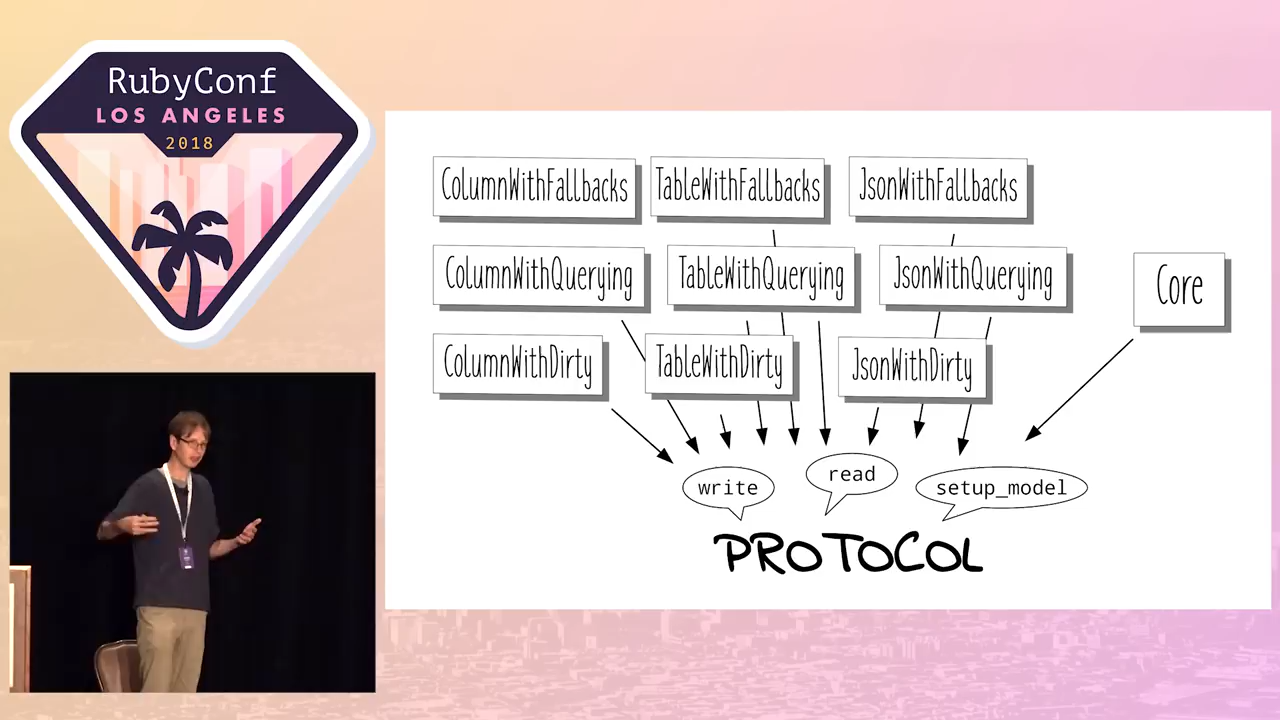 RubyConf
LOS ANGELES
2018
ColumnWithFallbacks
TableWithFallbacks
JsonWithFallbacks
ColumnWithQuerying
TableWithQuerying
JsonWithQuerying
Core
ColumnWithDirty
TableWithDirty
JsonWithDirty
write
read
setup_model
PROTOCOL